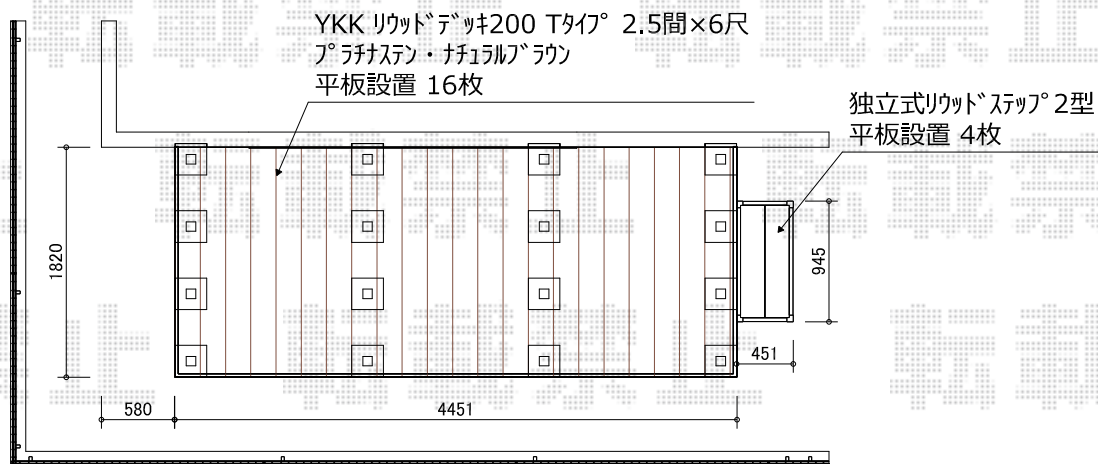 YKK ﾘｳｯﾄﾞﾃﾞｯｷ200 Tﾀｲﾌﾟ 2.5間×6尺
ﾌﾟﾗﾁﾅｽﾃﾝ・ﾅﾁｭﾗﾙﾌﾞﾗｳﾝ
平板設置 16枚
独立式ﾘｳｯﾄﾞｽﾃｯﾌﾟ2型
平板設置 4枚
1820
945
451
580
4451